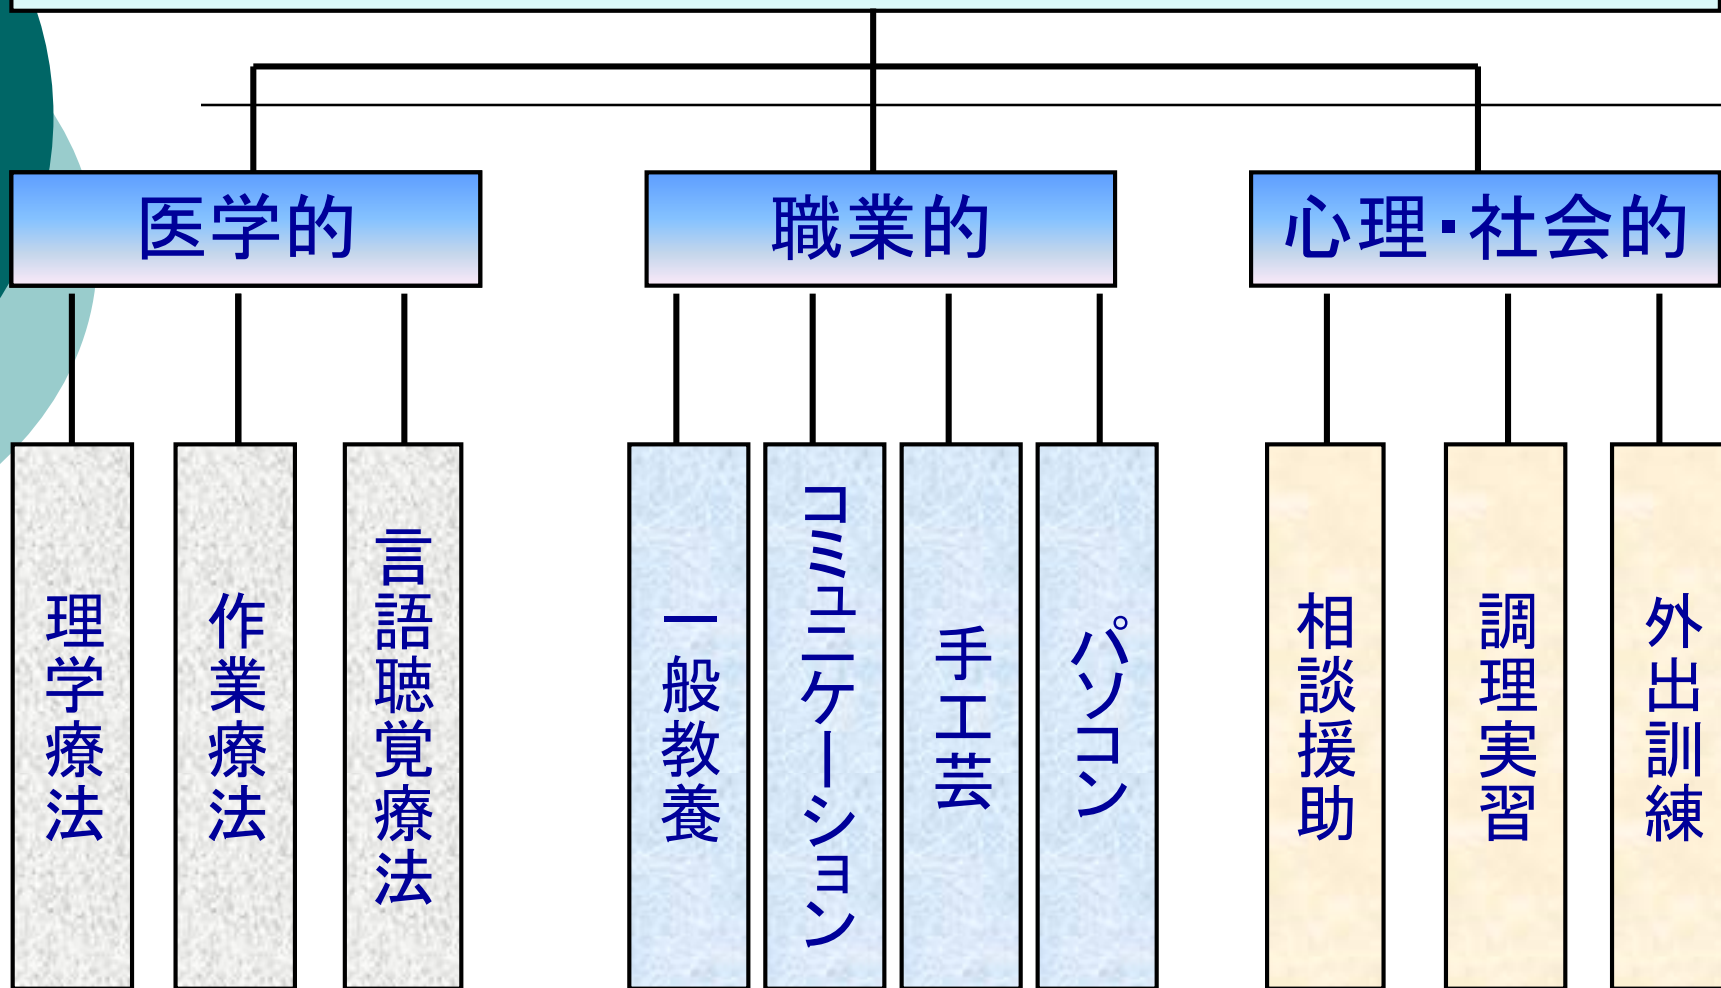 医学的
職業的
心理・社会的
理学療法
作業療法
言語聴覚療法
一般教養
コミュニケーション
手工芸
パソコン
相談援助
調理実習
外出訓練